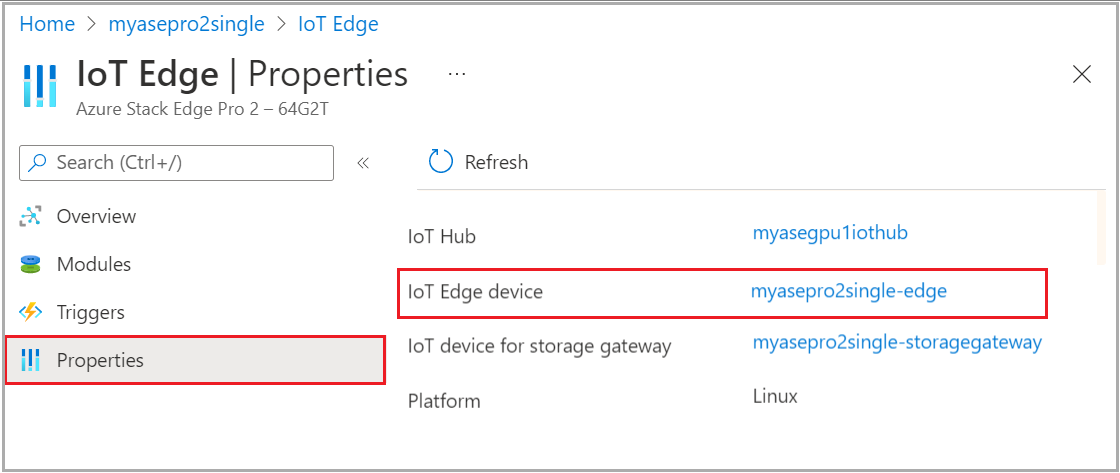 Home > myasepro2single > IoT Edge
IoT Edge | Properties ...
Azure Stack Edge Pro 2 – 64G2T
Search (Ctrl+/) «
Refresh
Overview
Modules
Triggers
Properties
IoT Hub myasegpu1iothub
IoT Edge device myasepro2single-edge
IoT device for storage gateway myasepro2single-storagegateway
Platform Linux